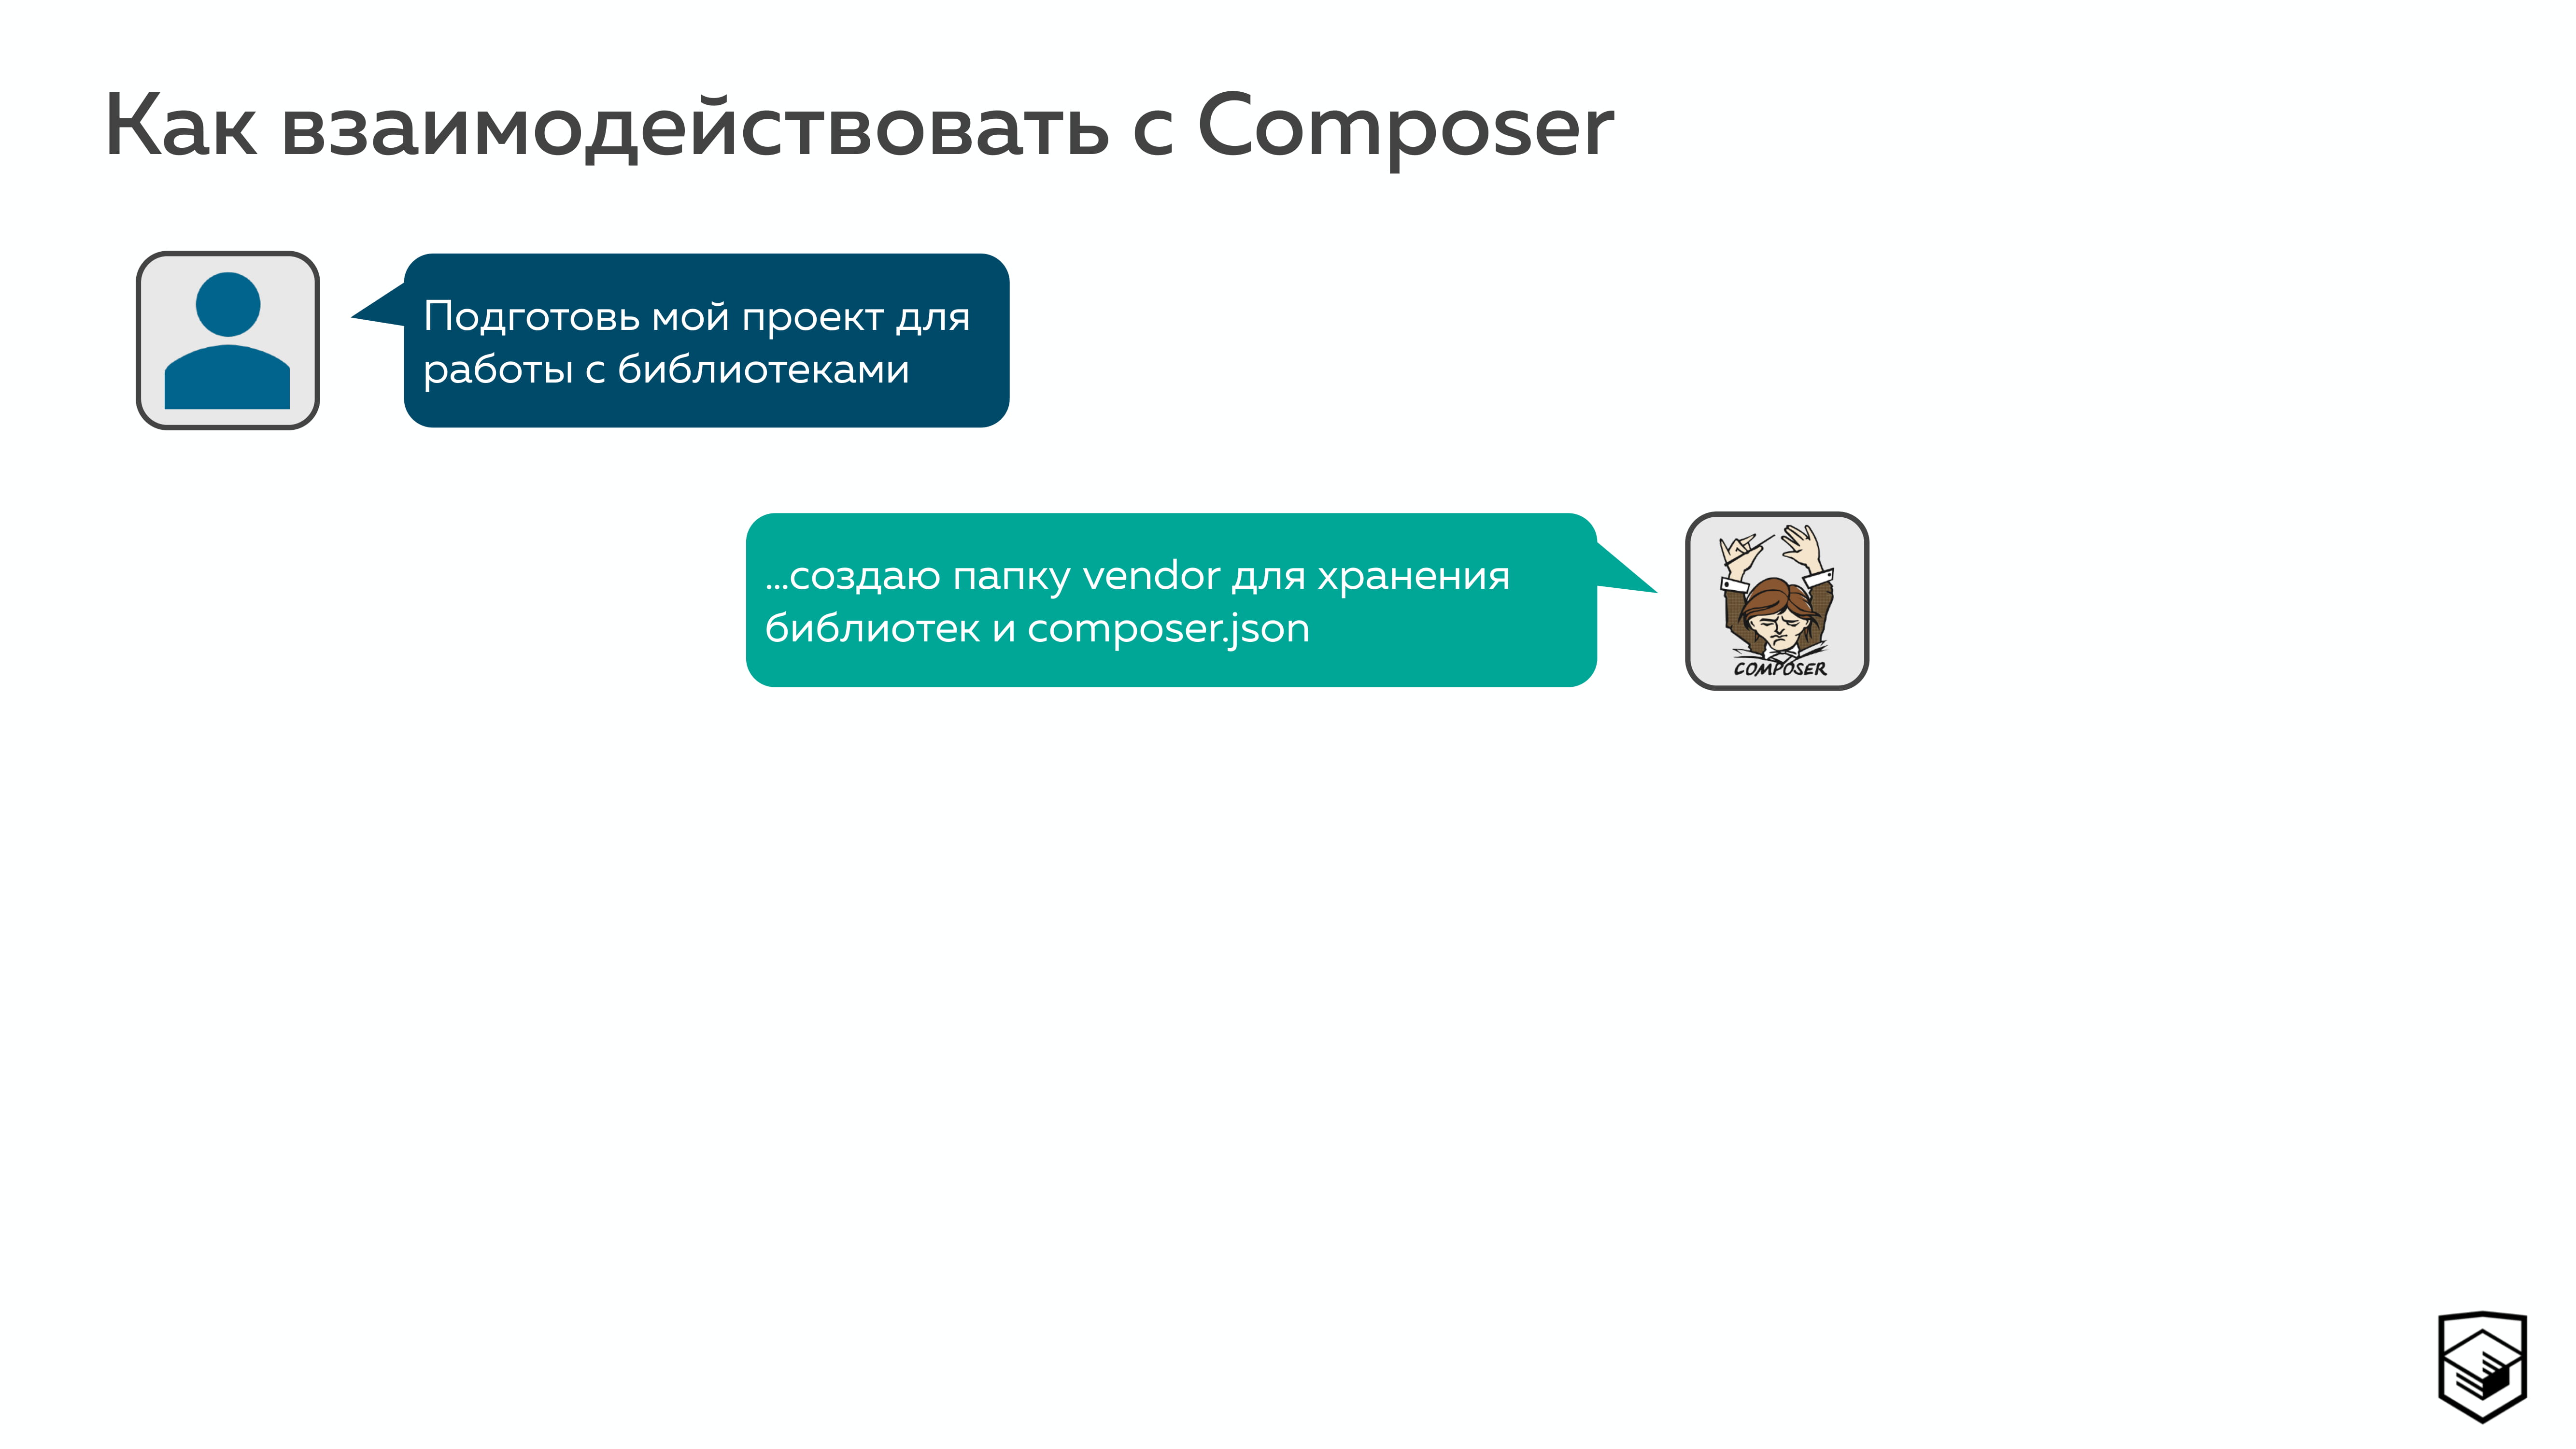 Как взаимодействовать с Composer
Подготовь мой проект для
работы с библиотеками
...создаю папку vendor для хранения
библиотек и composer.json
COMPOSER